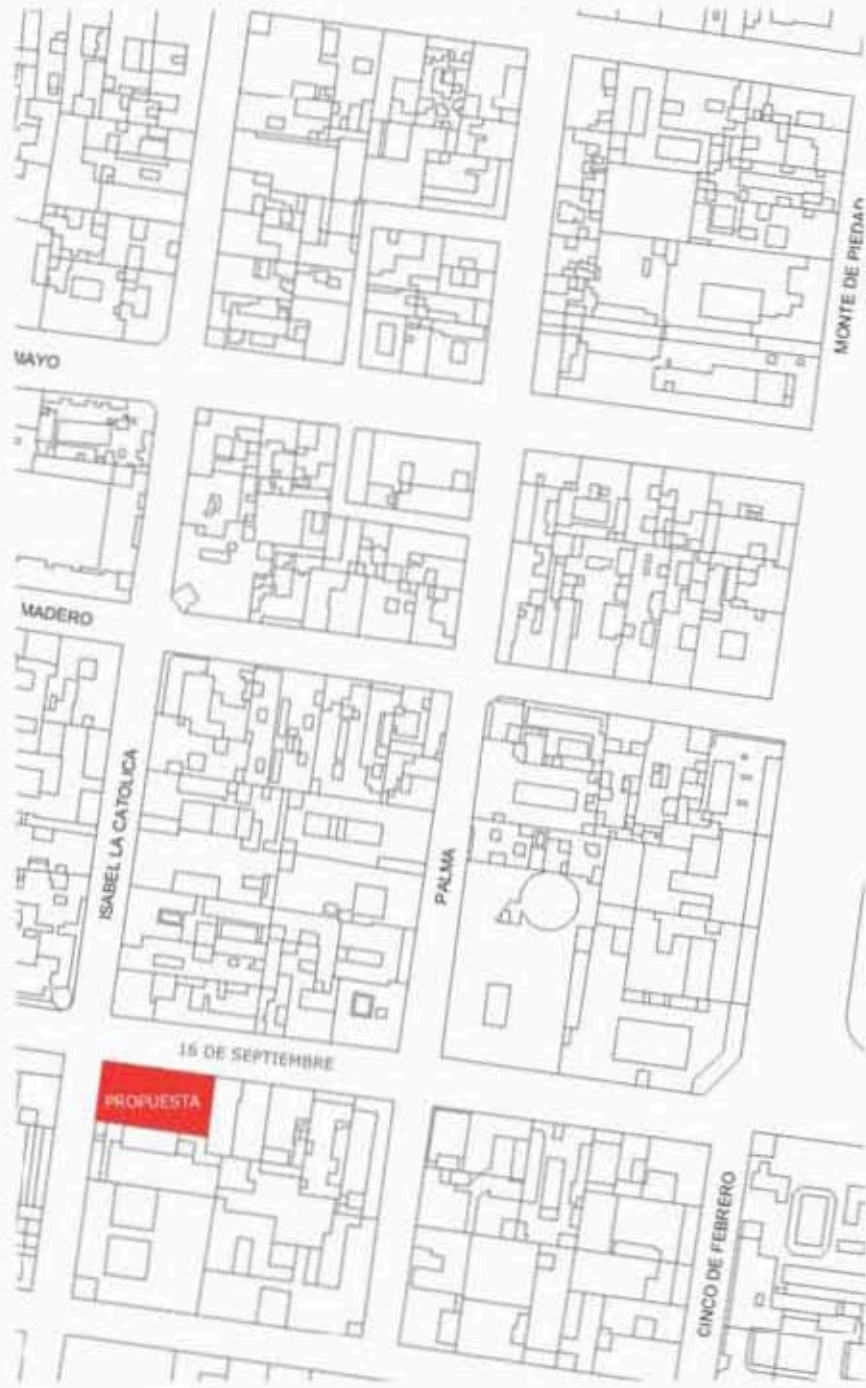 MONTE DE PIEDAD
MAYO
MADERO
ISABEL LA CATOLICA
PALMA
16 DE SEPTIEMBRE
PROPUESTA
CINCO DE FEBRERO